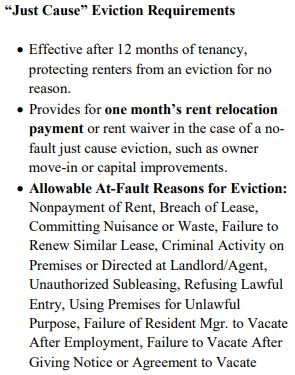 “Just Cause” Eviction Requirements
• Effective after 12 months of tenancy,
protecting renters from an eviction for no
reason.
• Provides for one month’s rent relocation
payment or rent waiver in the case of a no-
fault just cause eviction, such as owner
move-in or capital improvements.
• Allowable At-Fault Reasons for Eviction:
Nonpayment of Rent, Breach of Lease,
Committing Nuisance or Waste, Failure to
Renew Similar Lease, Criminal Activity on
Premises or Directed at Landlord/Agent,
Unauthorized Subleasing, Refusing Lawful
Entry, Using Premises for Unlawful
Purpose, Failure of Resident Mgr. to Vacate
After Employment, Failure to Vacate After
Giving Notice or Agreement to Vacate